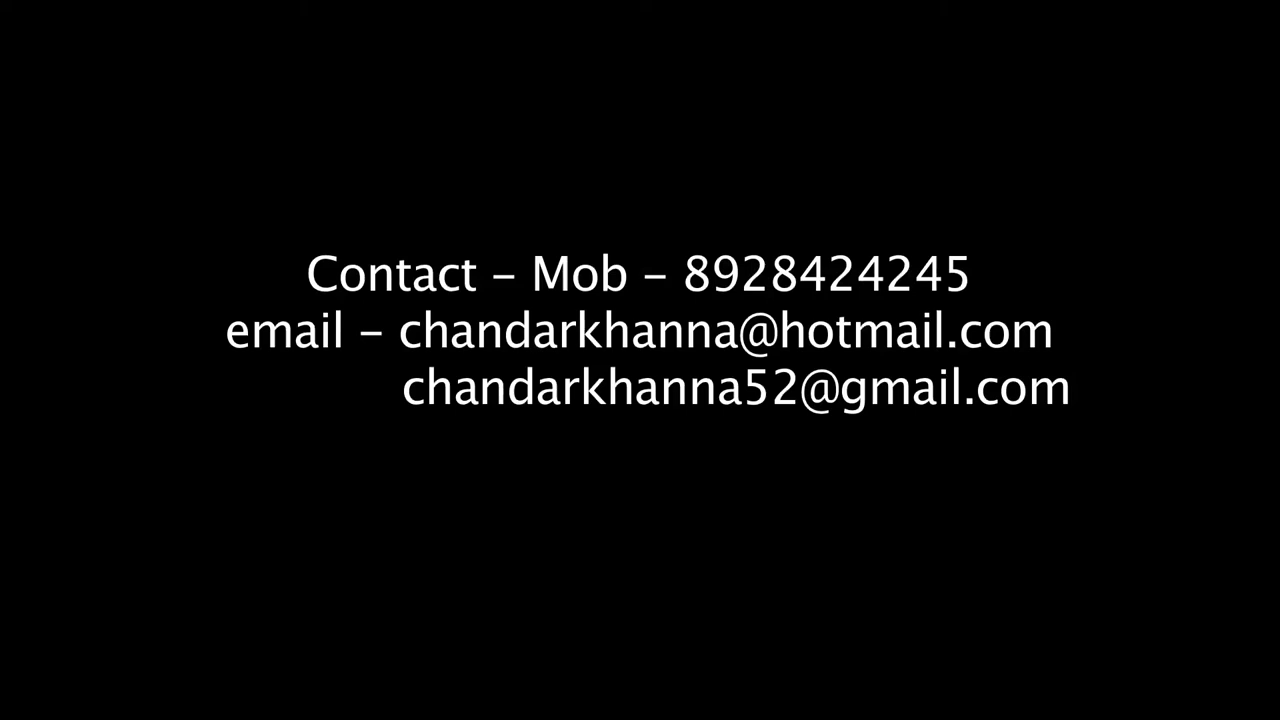 Contact - Mob - 8928424245
email - chandarkhanna@hotmail.com
chandarkhanna52@gmail.com